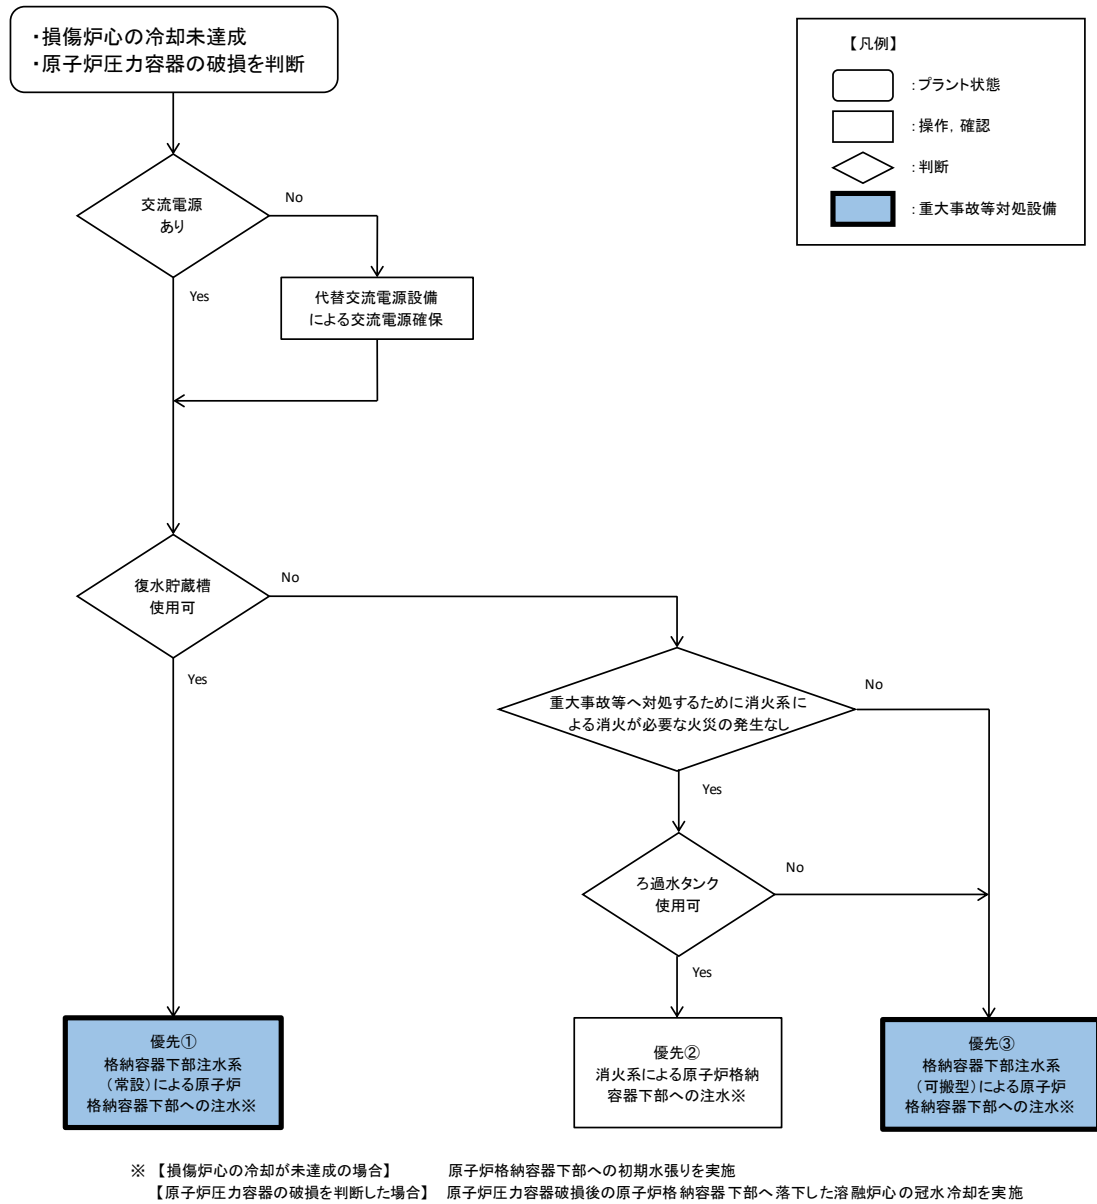 ・損傷炉心の冷却未達成
・原子炉圧力容器の破損を判断
【凡例】
：プラント状態
：操作，確認
：判断
：重大事故等対処設備
交流電源
あり
No
Yes
代替交流電源設備
による交流電源確保
復水貯蔵槽
使用可
No
Yes
重大事故等へ対処するために消火系に
よる消火が必要な火災の発生なし
No
Yes
ろ過水タンク
使用可
No
Yes
優先①
格納容器下部注水系
（常設）による原子炉
格納容器下部への注水※
優先②
消火系による原子炉格納
容器下部への注水※
優先③
格納容器下部注水系
（可搬型）による原子炉
格納容器下部への注水※
※ 【損傷炉心の冷却が未達成の場合】 原子炉格納容器下部への初期水張りを実施
【原子炉圧力容器の破損を判断した場合】 原子炉圧力容器破損後の原子炉格納容器下部へ落下した溶融炉心の冠水冷却を実施